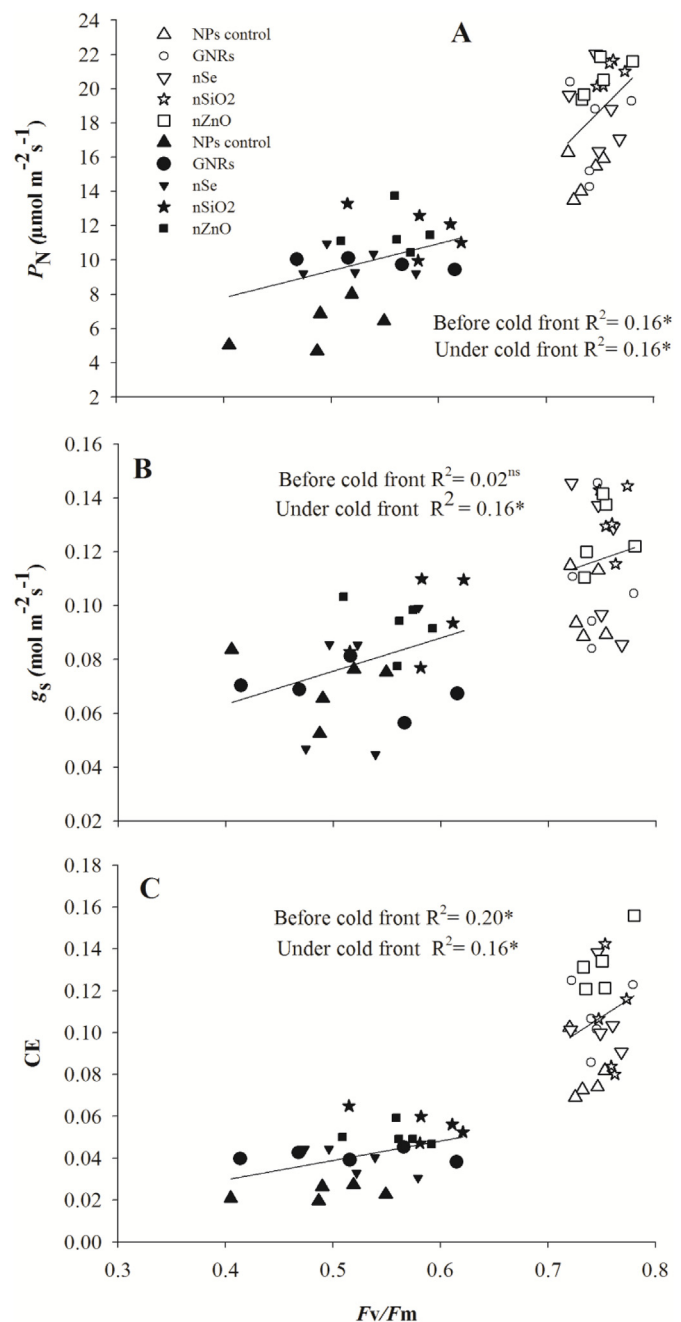 A
NPs control
GNRs
nSe
nSiO2
nZnO
NPs control
GNRs
nSe
nSiO2
nZnO
24
22
20
18
16
14
12
10
8
6
4
2
P_N (μmol m⁻² s⁻¹)
Before cold front R²= 0.16*
Under cold front R²= 0.16*
B
Before cold front R²= 0.02ⁿˢ
Under cold front R²= 0.16*
0.16
0.14
0.12
0.10
0.08
0.06
0.04
0.02
g_s (mol m⁻² s⁻¹)
C
Before cold front R²= 0.20*
Under cold front R²= 0.16*
0.18
0.16
0.14
0.12
0.10
0.08
0.06
0.04
0.02
0.00
CE
0.3 0.4 0.5 0.6 0.7 0.8
Fv/Fm